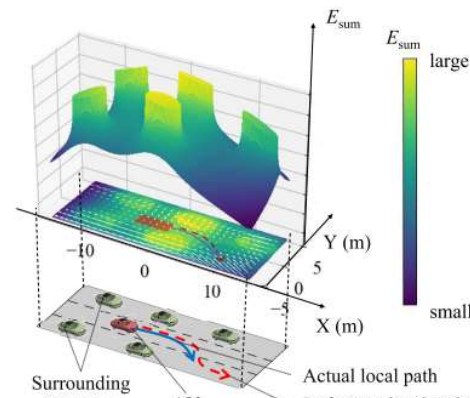 E_sum
E_sum
large
small
Y (m)
5
0
−5
−10
0
10
X (m)
Actual local path
Surrounding